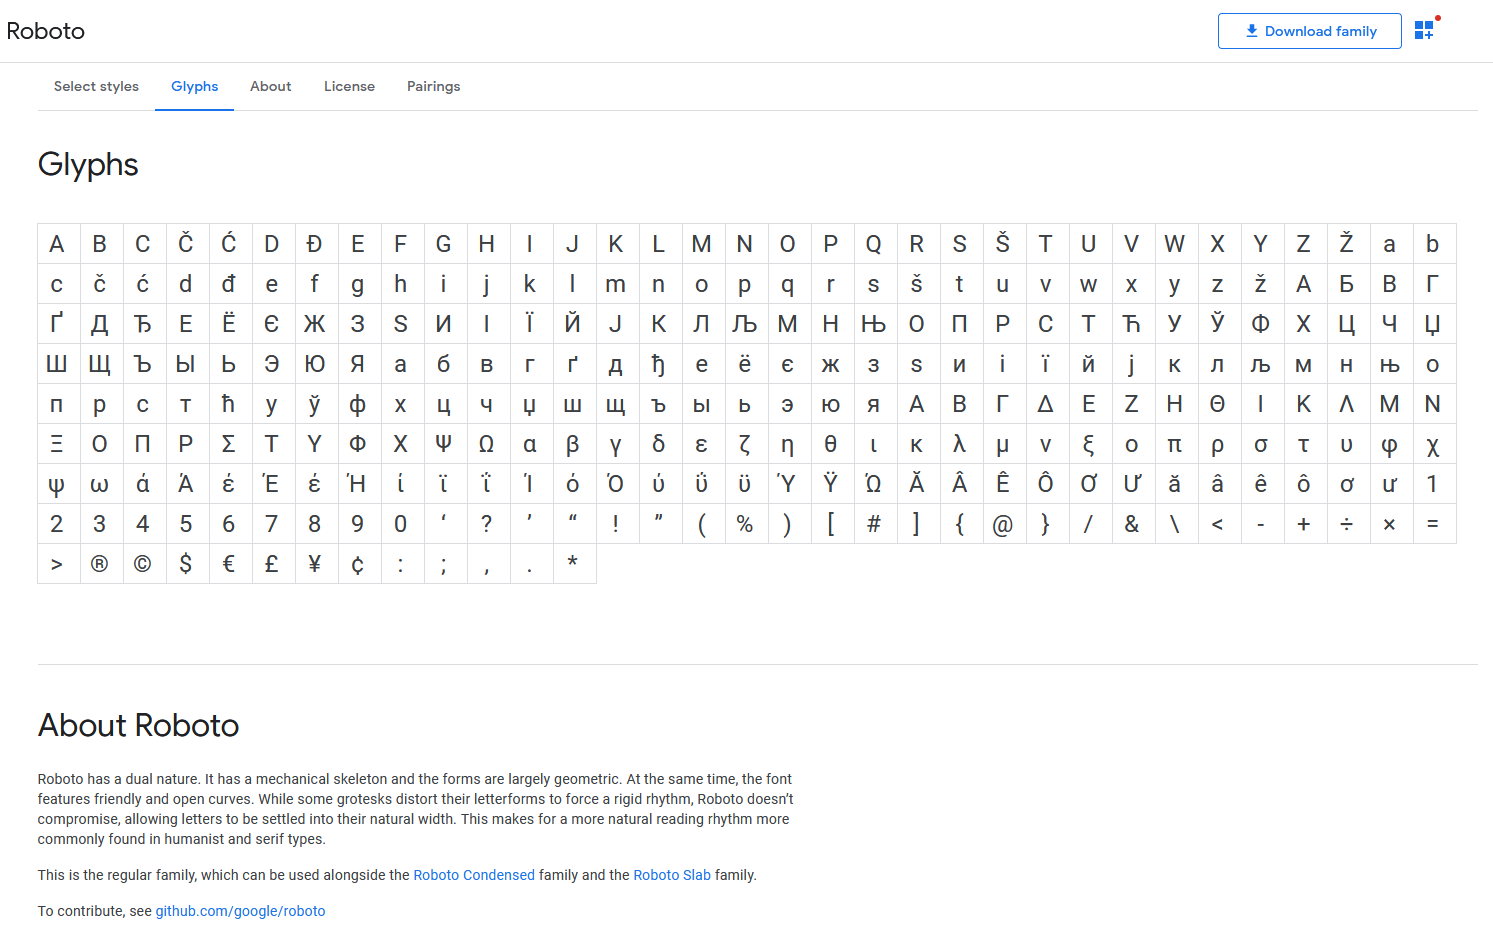 Roboto
Download family
Select styles Glyphs About License Pairings
Glyphs
A B C Č Ć D Đ E F G H I J K L M N O P Q R S Š T U V W X Y Z Ž a b
c č ć d đ e f g h i j k l m n o p q r s š t u v w x y z ž А Б В Г
Ґ Д Ђ Е Ё Є Ж З Ѕ И І Ї Й Ј К Л Љ М Н Њ О П Р С Т Ћ У Ў Ф Х Ц Ч Џ
Ш Щ Ъ Ы Ь Э Ю Я а б в г ґ д ђ е ё є ж з ѕ и і ї й ј к л љ м н њ о
п р с т ћ у ў ф х ц ч џ ш щ ъ ы ь э ю я Α Β Γ Δ Ε Ζ Η Θ Ι Κ Λ Μ Ν
Ξ Ο Π Ρ Σ Τ Υ Φ Χ Ψ Ω α β γ δ ε ζ η θ ι κ λ μ ν ξ ο π ρ σ τ υ φ χ
ψ ω ά Ά έ Έ έ Ή ί ϊ ΐ Ί ό Ό ύ ΰ ϋ Ύ Ϋ Ώ Ă Â Ê Ô Ơ Ư ă â ê ô ơ ư 1
2 3 4 5 6 7 8 9 0 ‘ ? ’ “ ! ” ( % ) [ # ] { @ } / & \ < - + ÷ × =
> ® © $ € £ ¥ ¢ : ; , . *
About Roboto
Roboto has a dual nature. It has a mechanical skeleton and the forms are largely geometric. At the same time, the font
features friendly and open curves. While some grotesks distort their letterforms to force a rigid rhythm, Roboto doesn’t
compromise, allowing letters to be settled into their natural width. This makes for a more natural reading rhythm more
commonly found in humanist and serif types.
This is the regular family, which can be used alongside the Roboto Condensed family and the Roboto Slab family.
To contribute, see github.com/google/roboto